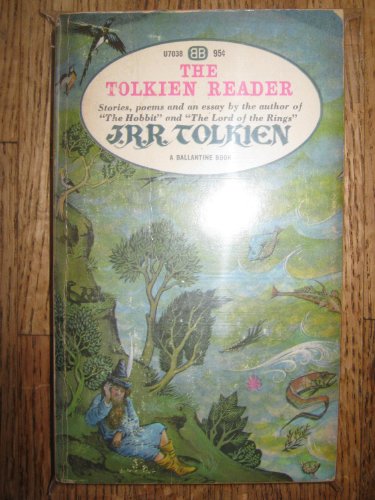 U7038 BB 95¢
THE
TOLKIEN READER
Stories, poems and an essay by the author of
"The Hobbit" and "The Lord of the Rings"
J.R.R. TOLKIEN
A BALLANTINE BOOK